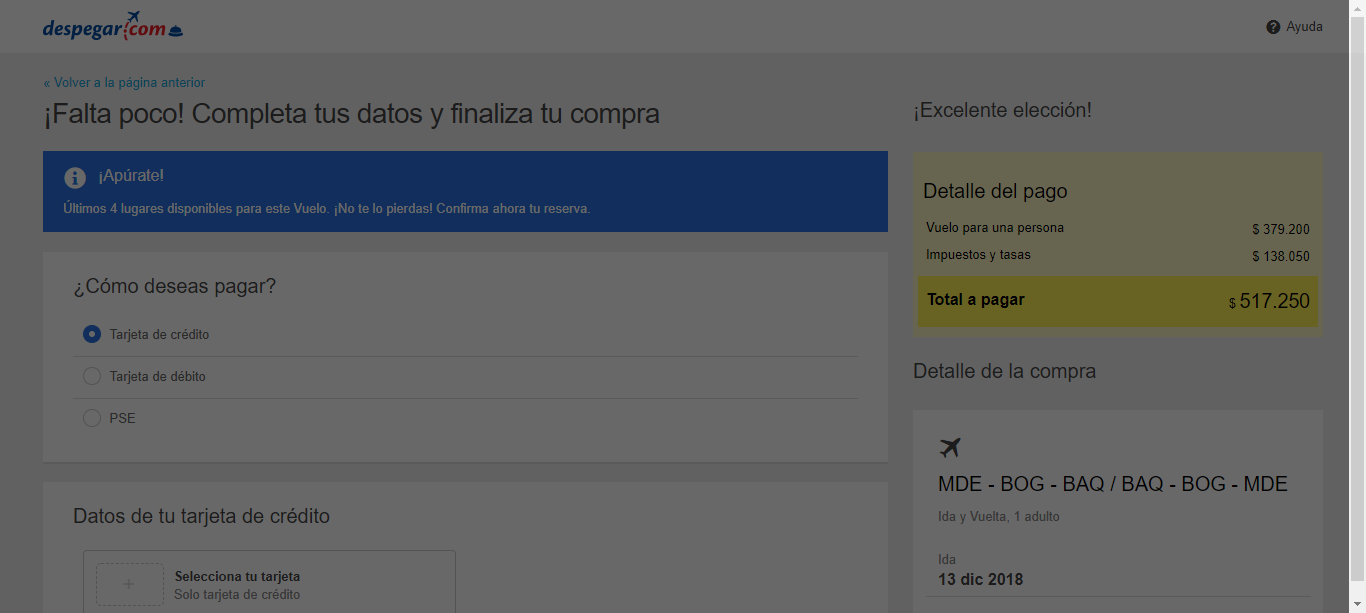 despegar.com
Ayuda
« Volver a la página anterior
¡Falta poco! Completa tus datos y finaliza tu compra
¡Apúrate!
Últimos 4 lugares disponibles para este Vuelo. ¡No te lo pierdas! Confirma ahora tu reserva.
¿Cómo deseas pagar?
Tarjeta de crédito
Tarjeta de débito
PSE
Datos de tu tarjeta de crédito
Selecciona tu tarjeta
Solo tarjeta de crédito
¡Excelente elección!
Detalle del pago
Vuelo para una persona $ 379.200
Impuestos y tasas $ 138.050
Total a pagar $ 517.250
Detalle de la compra
MDE - BOG - BAQ / BAQ - BOG - MDE
Ida y Vuelta, 1 adulto
Ida
13 dic 2018